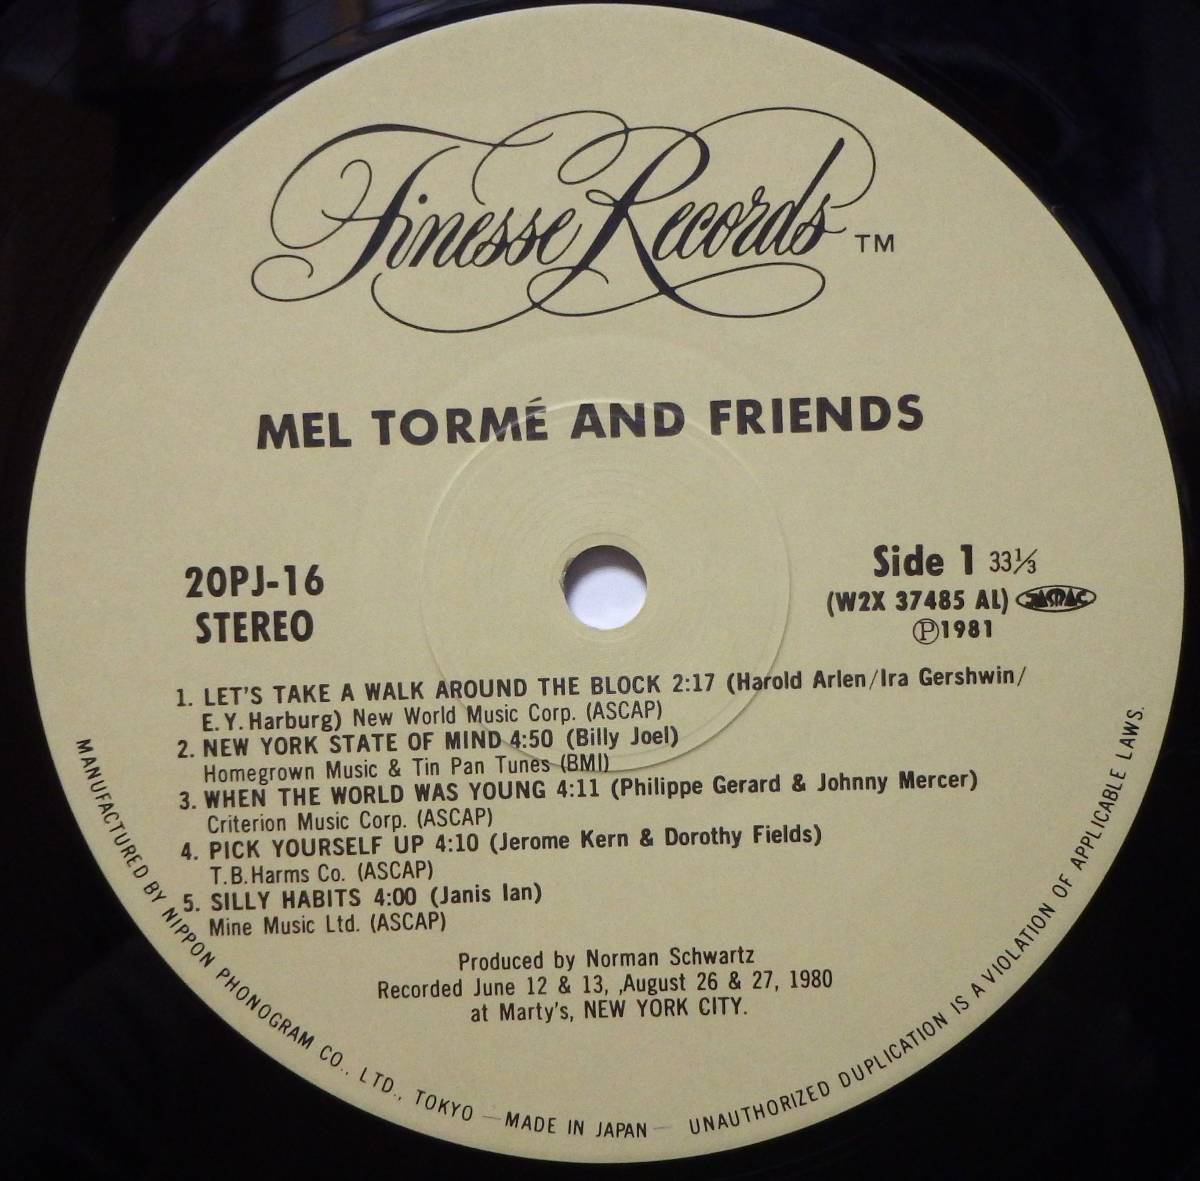 Finesse Records TM
MEL TORMÉ AND FRIENDS
20PJ-16
STEREO
Side 1 33⅓
(W2X 37485 AL) JASRAC
Ⓟ1981
1. LET'S TAKE A WALK AROUND THE BLOCK 2:17 (Harold Arlen/Ira Gershwin/
E.Y.Harburg) New World Music Corp. (ASCAP)
2. NEW YORK STATE OF MIND 4:50 (Billy Joel)
Homegrown Music & Tin Pan Tunes (BMI)
3. WHEN THE WORLD WAS YOUNG 4:11 (Philippe Gerard & Johnny Mercer)
Criterion Music Corp. (ASCAP)
4. PICK YOURSELF UP 4:10 (Jerome Kern & Dorothy Fields)
T.B.Harms Co. (ASCAP)
5. SILLY HABITS 4:00 (Janis Ian)
Mine Music Ltd. (ASCAP)
Produced by Norman Schwartz
Recorded June 12 & 13, ,August 26 & 27, 1980
at Marty's, NEW YORK CITY.
MANUFACTURED BY NIPPON PHONOGRAM CO., LTD., TOKYO — MADE IN JAPAN — UNAUTHORIZED DUPLICATION IS A VIOLATION OF APPLICABLE LAWS.